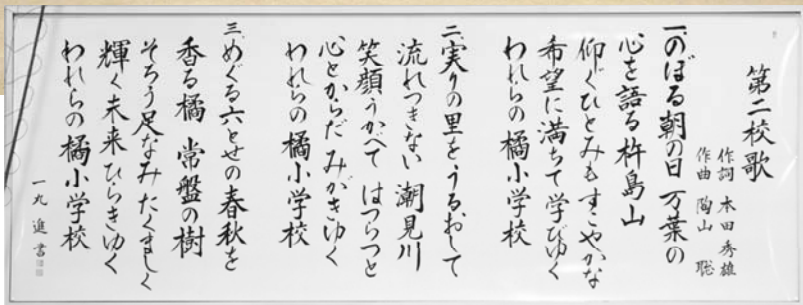 第二校歌
作詞 本田秀雄
作曲 陶山 聡
一、のぼる朝の日 万葉の
心を語る杵島山
仰ぐひとみもすこやかな
希望に満ちて学びゆく
われらの橘小学校
二、実りの里をうるおして
流れつきない 潮見川
笑顔うかべて はつらつと
心とからだ みがきゆく
われらの橘小学校
三、めぐる六とせの春秋を
香る橘 常盤の樹
そろう足なみ たくましく
輝く未来 ひらきゆく
われらの橘小学校
一丸 進 書